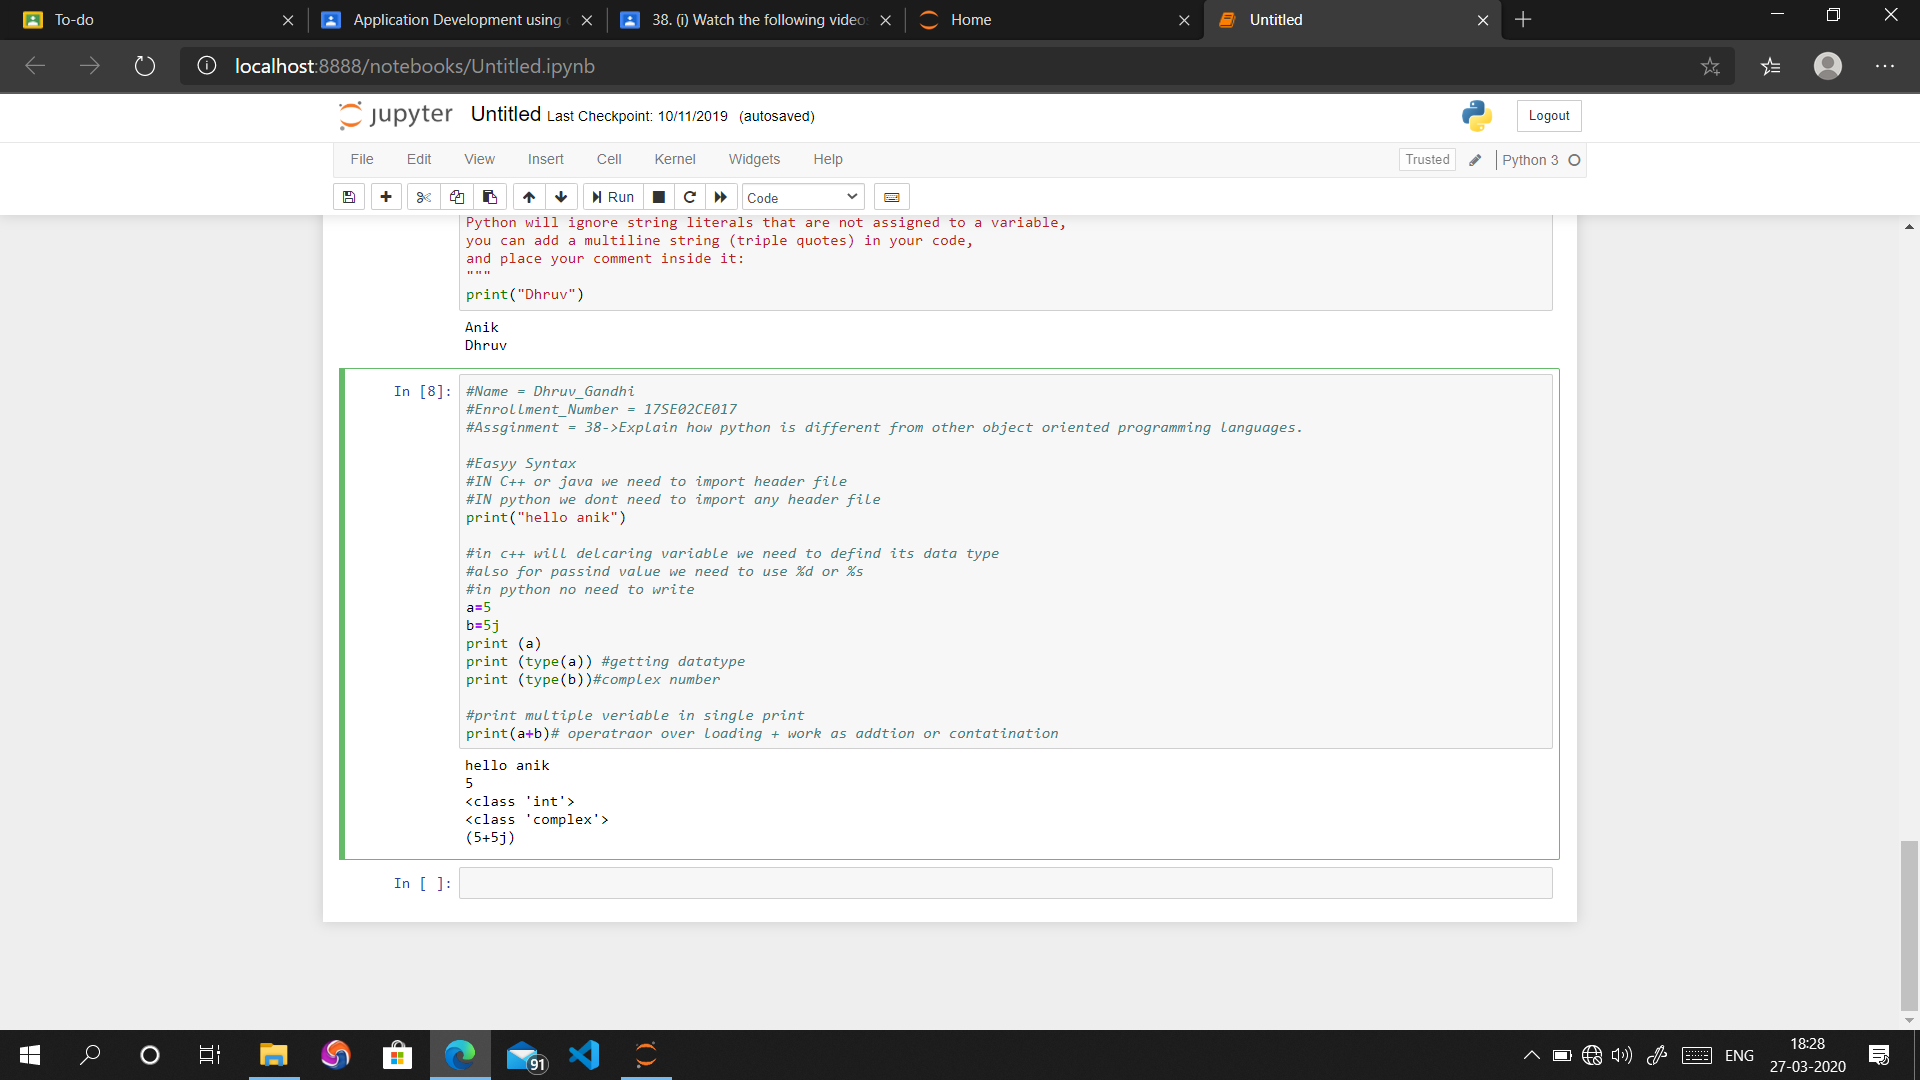 To-do
Application Development using
38. (i) Watch the following videos
Home
Untitled
localhost:8888/notebooks/Untitled.ipynb
jupyter Untitled Last Checkpoint: 10/11/2019 (autosaved)
Logout
File Edit View Insert Cell Kernel Widgets Help
Trusted
Python 3
Run
Code
Python will ignore string literals that are not assigned to a variable,
you can add a multiline string (triple quotes) in your code,
and place your comment inside it:
"""
print("Dhruv")
Anik
Dhruv
In [8]:
#Name = Dhruv_Gandhi
#Enrollment_Number = 17SE02CE017
#Assginment = 38->Explain how python is different from other object oriented programming languages.
#Easyy Syntax
#IN C++ or java we need to import header file
#IN python we dont need to import any header file
print("hello anik")
#in c++ will delcaring variable we need to defind its data type
#also for passind value we need to use %d or %s
#in python no need to write
a=5
b=5j
print (a)
print (type(a)) #getting datatype
print (type(b))#complex number
#print multiple veriable in single print
print(a+b)# operatraor over loading + work as addtion or contatination
hello anik
5
<class 'int'>
<class 'complex'>
(5+5j)
In [ ]:
91
ENG
18:28
27-03-2020